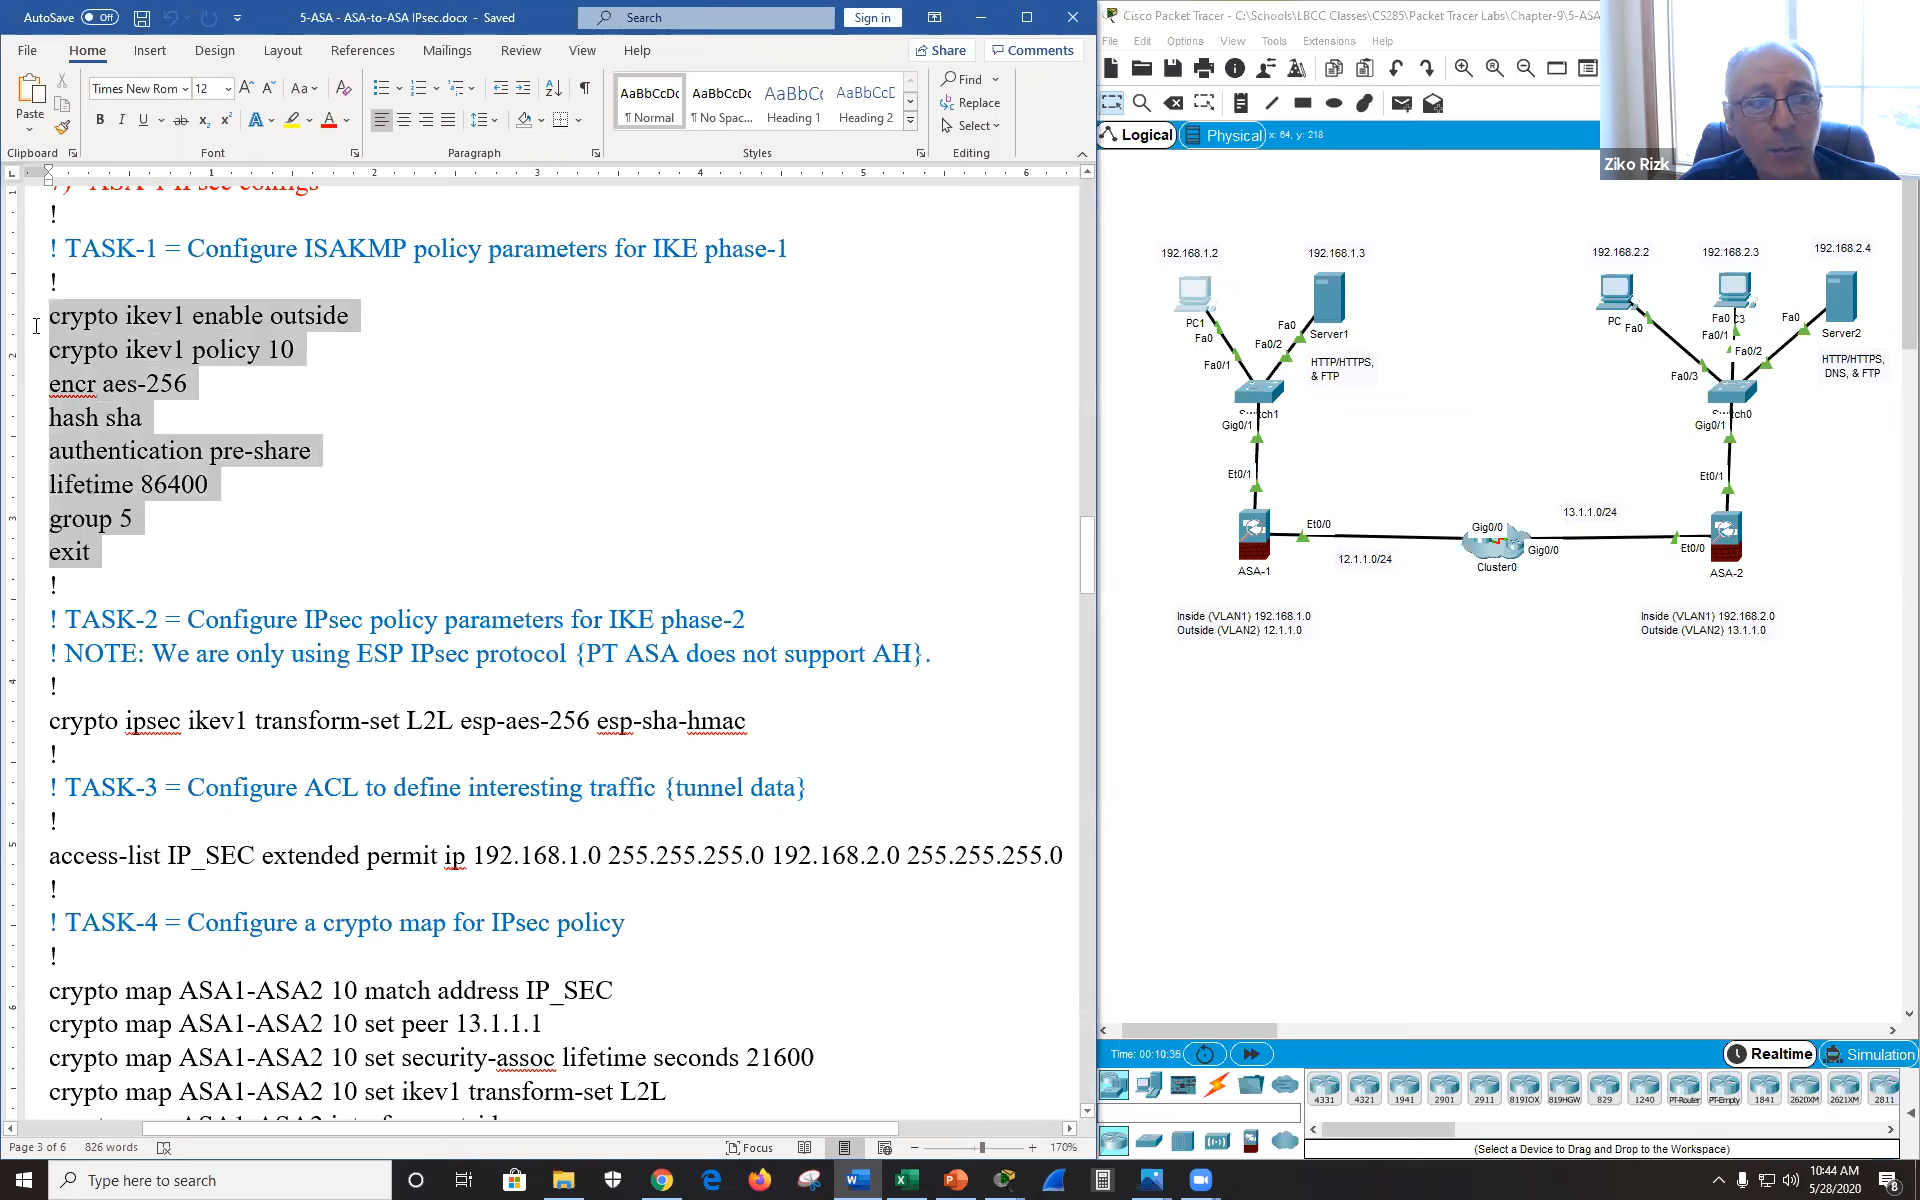 AutoSave Off
5-ASA - ASA-to-ASA IPsec.docx - Saved
Search
Sign in
File Home Insert Design Layout References Mailings Review View Help
Share
Comments
Paste
Times New Rom 12
Aa
AaBbCcDc AaBbCcDc AaBbCc AaBbCcD
¶ Normal ¶ No Spac... Heading 1 Heading 2
Find
Replace
Select
Clipboard Font Paragraph Styles Editing
1 2 3 4 5 6
! 
! TASK-1 = Configure ISAKMP policy parameters for IKE phase-1
!
crypto ikev1 enable outside
crypto ikev1 policy 10
encr aes-256
hash sha
authentication pre-share
lifetime 86400
group 5
exit
!
! TASK-2 = Configure IPsec policy parameters for IKE phase-2
! NOTE: We are only using ESP IPsec protocol {PT ASA does not support AH}.
!
crypto ipsec ikev1 transform-set L2L esp-aes-256 esp-sha-hmac
!
! TASK-3 = Configure ACL to define interesting traffic {tunnel data}
!
access-list IP_SEC extended permit ip 192.168.1.0 255.255.255.0 192.168.2.0 255.255.255.0
!
! TASK-4 = Configure a crypto map for IPsec policy
!
crypto map ASA1-ASA2 10 match address IP_SEC
crypto map ASA1-ASA2 10 set peer 13.1.1.1
crypto map ASA1-ASA2 10 set security-assoc lifetime seconds 21600
crypto map ASA1-ASA2 10 set ikev1 transform-set L2L
Page 3 of 6 826 words
Focus
170%
Cisco Packet Tracer - C:\Schools\LBCC Classes\CS285\Packet Tracer Labs\Chapter-9\5-ASA
File Edit Options View Tools Extensions Help
Logical Physical x: 64, y: 218
Ziko Rizk
192.168.1.2 192.168.1.3
PC1
Fa0
Fa0
Server1
Fa0/1
Fa0/2
HTTP/HTTPS,
& FTP
Gig0/1
Et0/1
Et0/0
ASA-1
12.1.1.0/24
Gig0/0
Gig0/0
Cluster0
13.1.1.0/24
Et0/0
ASA-2
192.168.2.2 192.168.2.3 192.168.2.4
PC
Fa0
Fa0
Fa0/1
Fa0
Server2
Fa0/2
Fa0/3
HTTP/HTTPS,
DNS, & FTP
Gig0/1
Et0/1
Inside (VLAN1) 192.168.1.0
Outside (VLAN2) 12.1.1.0
Inside (VLAN1) 192.168.2.0
Outside (VLAN2) 13.1.1.0
Time: 00:10:36
Realtime Simulation
4331 4321 1941 2901 2911 819IOX 819HGW 829 1240 PT-Router PT-Empty 1841 2620XM 2621XM 2811
(Select a Device to Drag and Drop to the Workspace)
Type here to search
10:44 AM
5/28/2020
8